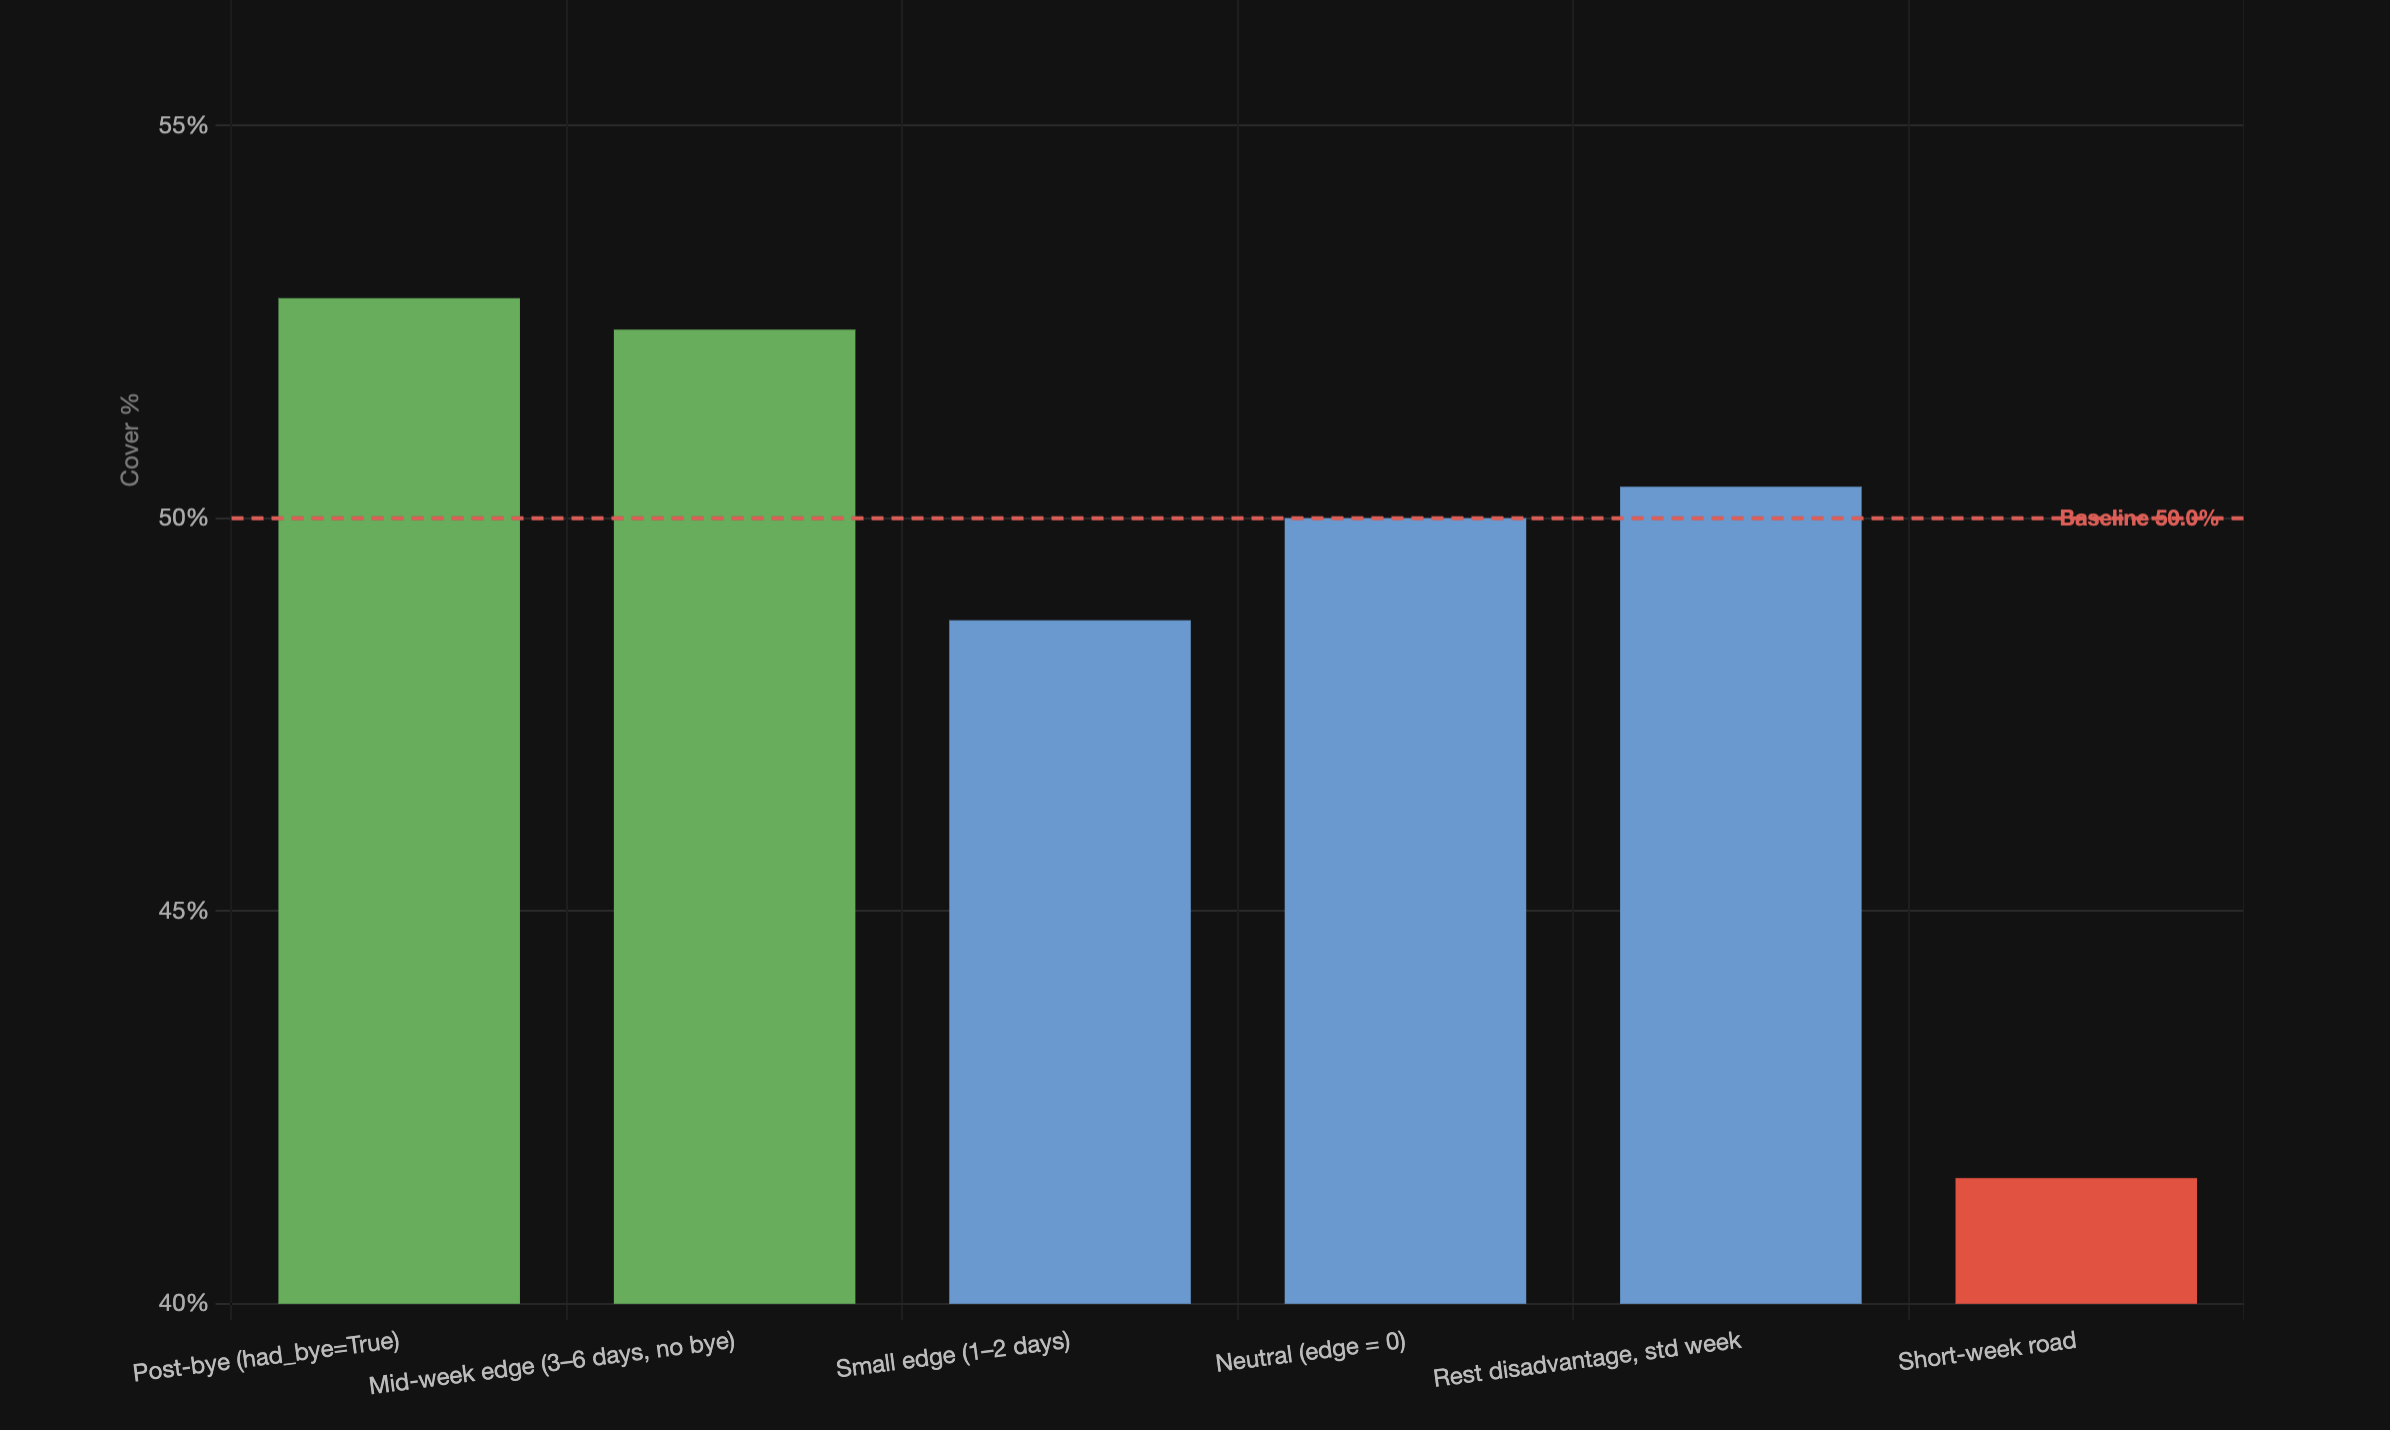 55%
Cover %
50%
Baseline 50.0%
45%
40%
Post-bye (had_bye=True)
Mid-week edge (3–6 days, no bye)
Small edge (1–2 days)
Neutral (edge = 0)
Rest disadvantage, std week
Short-week road